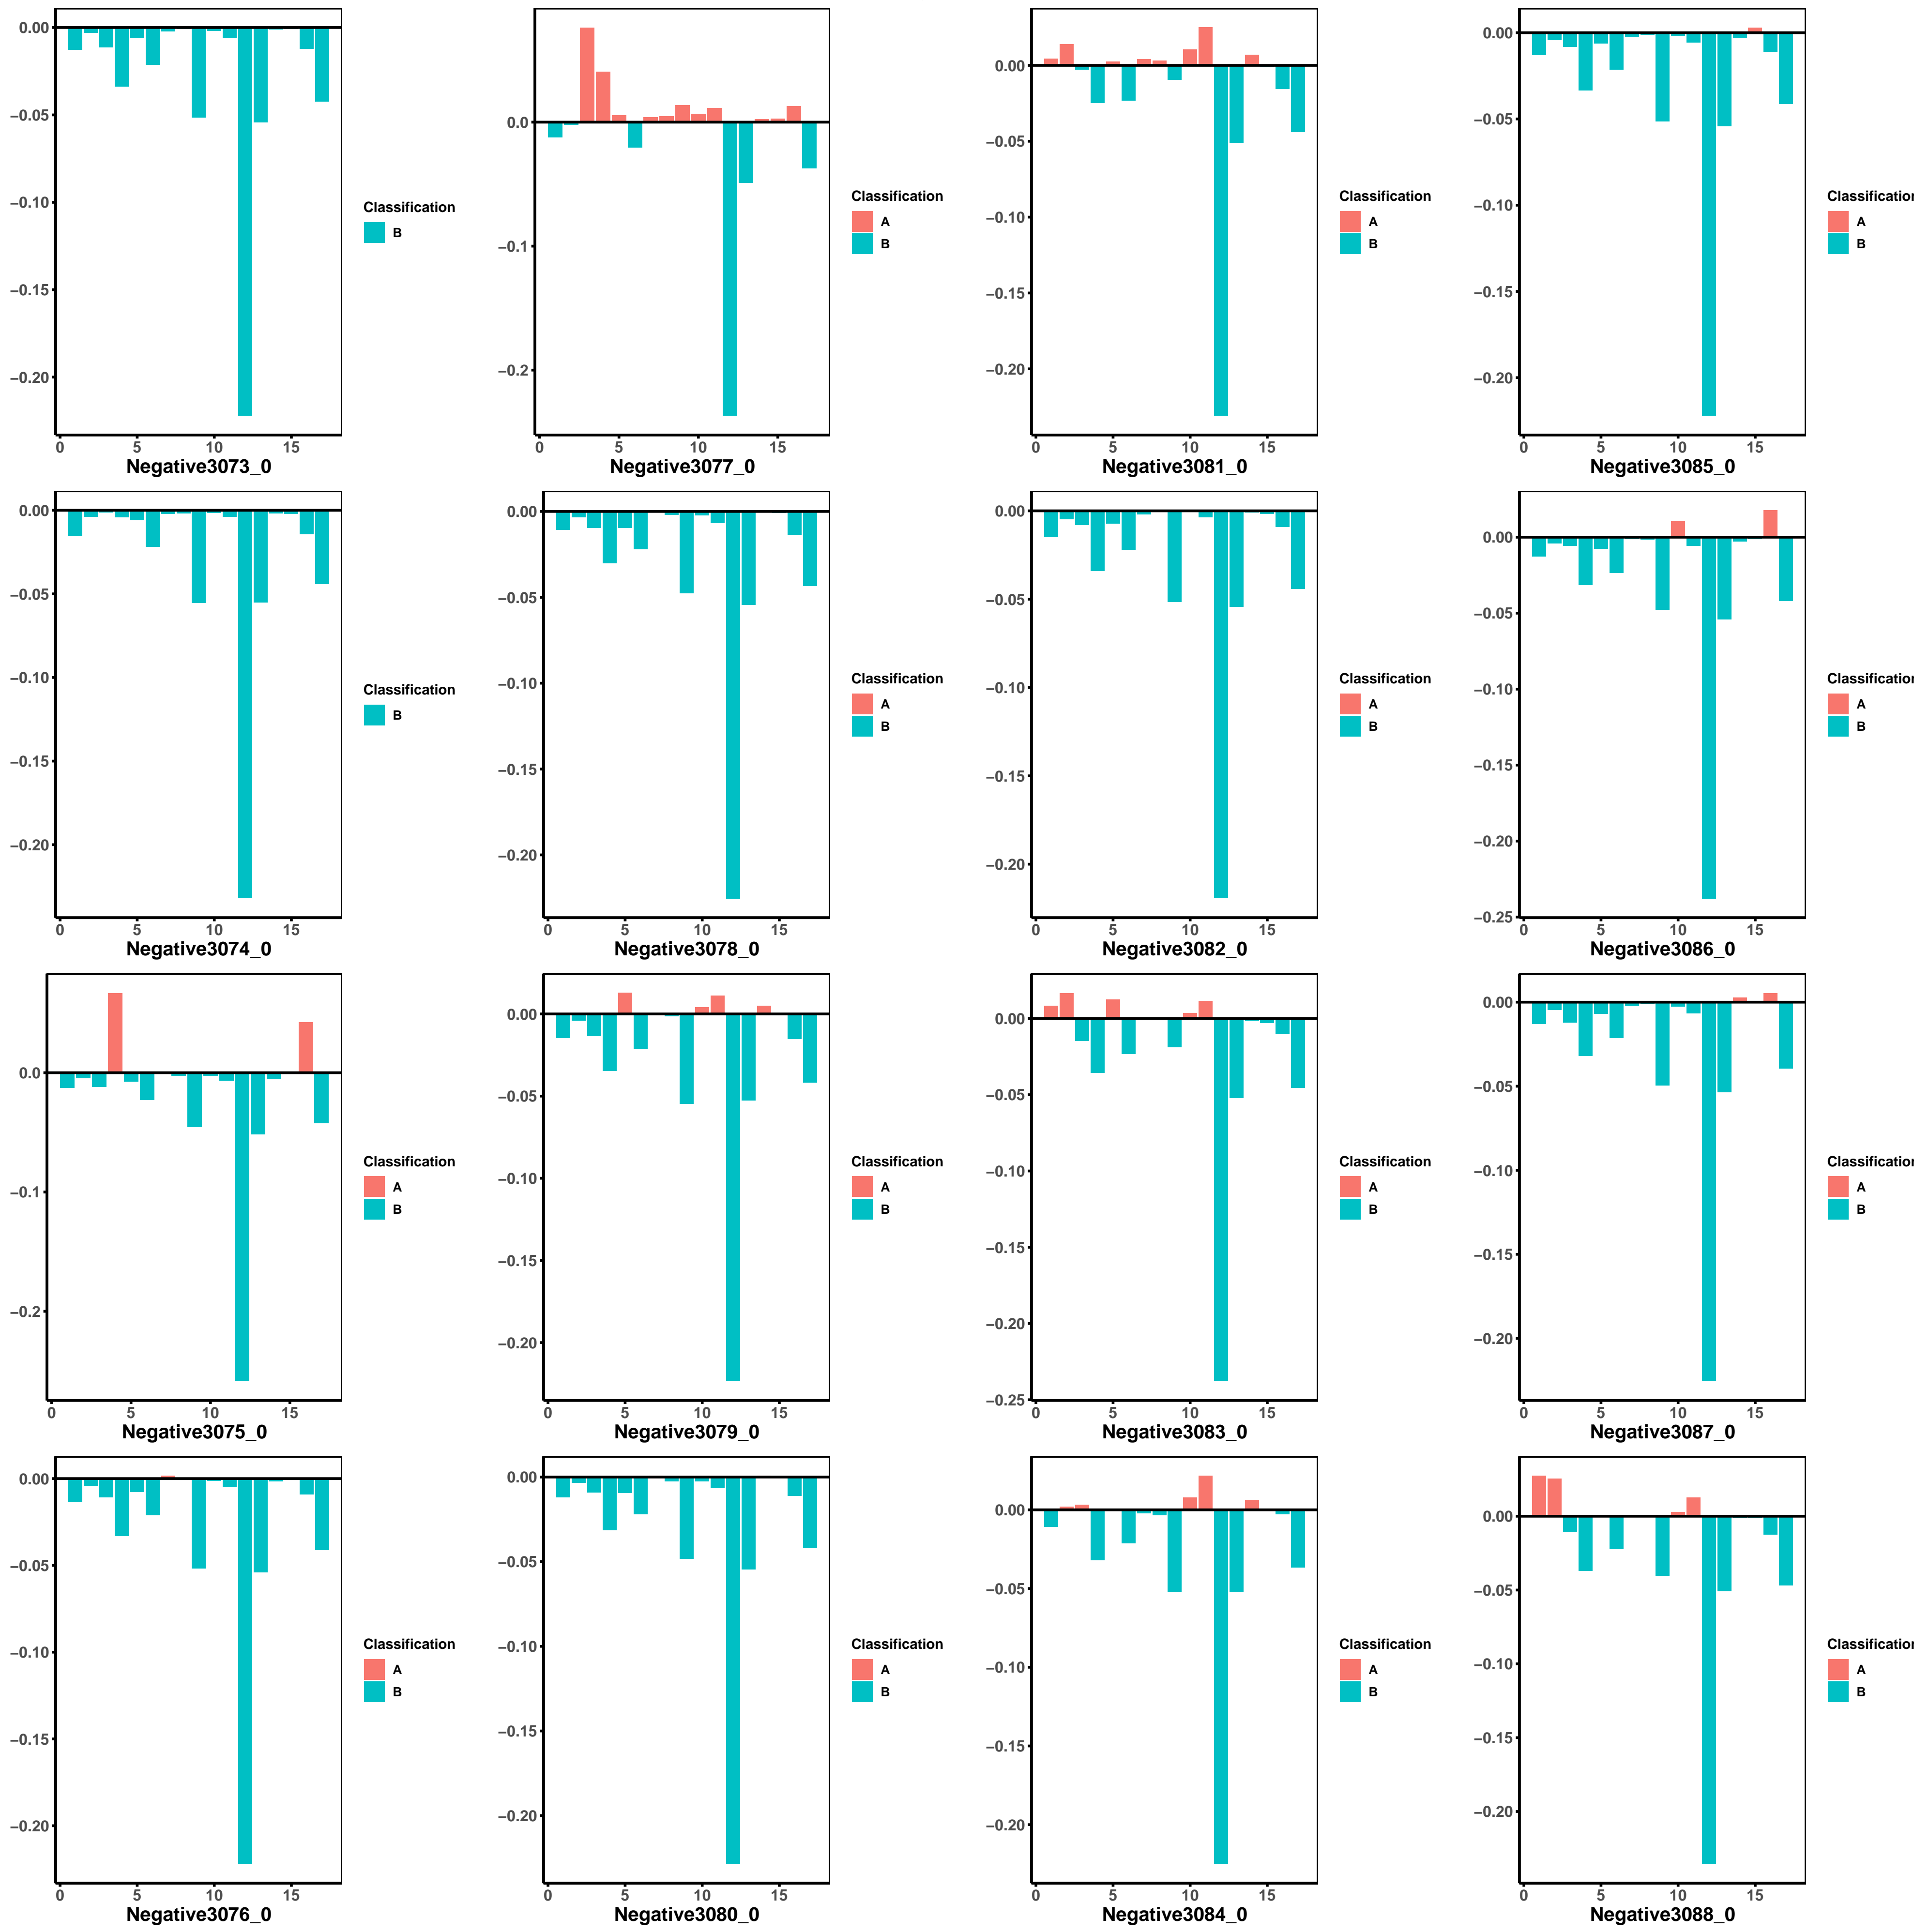 0.00
−0.05
−0.10
−0.15
−0.20
Classification
B
0 5 10 15
Negative3073_0
0.0
−0.1
−0.2
Classification
A
B
0 5 10 15
Negative3077_0
0.00
−0.05
−0.10
−0.15
−0.20
Classification
A
B
0 5 10 15
Negative3081_0
0.00
−0.05
−0.10
−0.15
−0.20
Classification
A
B
0 5 10 15
Negative3085_0
0.00
−0.05
−0.10
−0.15
−0.20
Classification
B
0 5 10 15
Negative3074_0
0.00
−0.05
−0.10
−0.15
−0.20
Classification
A
B
0 5 10 15
Negative3078_0
0.00
−0.05
−0.10
−0.15
−0.20
Classification
A
B
0 5 10 15
Negative3082_0
0.00
−0.05
−0.10
−0.15
−0.20
−0.25
Classification
A
B
0 5 10 15
Negative3086_0
0.0
−0.1
−0.2
Classification
A
B
0 5 10 15
Negative3075_0
0.00
−0.05
−0.10
−0.15
−0.20
Classification
A
B
0 5 10 15
Negative3079_0
0.00
−0.05
−0.10
−0.15
−0.20
−0.25
Classification
A
B
0 5 10 15
Negative3083_0
0.00
−0.05
−0.10
−0.15
−0.20
Classification
A
B
0 5 10 15
Negative3087_0
0.00
−0.05
−0.10
−0.15
−0.20
Classification
A
B
0 5 10 15
Negative3076_0
0.00
−0.05
−0.10
−0.15
−0.20
Classification
A
B
0 5 10 15
Negative3080_0
0.00
−0.05
−0.10
−0.15
−0.20
Classification
A
B
0 5 10 15
Negative3084_0
0.00
−0.05
−0.10
−0.15
−0.20
Classification
A
B
0 5 10 15
Negative3088_0